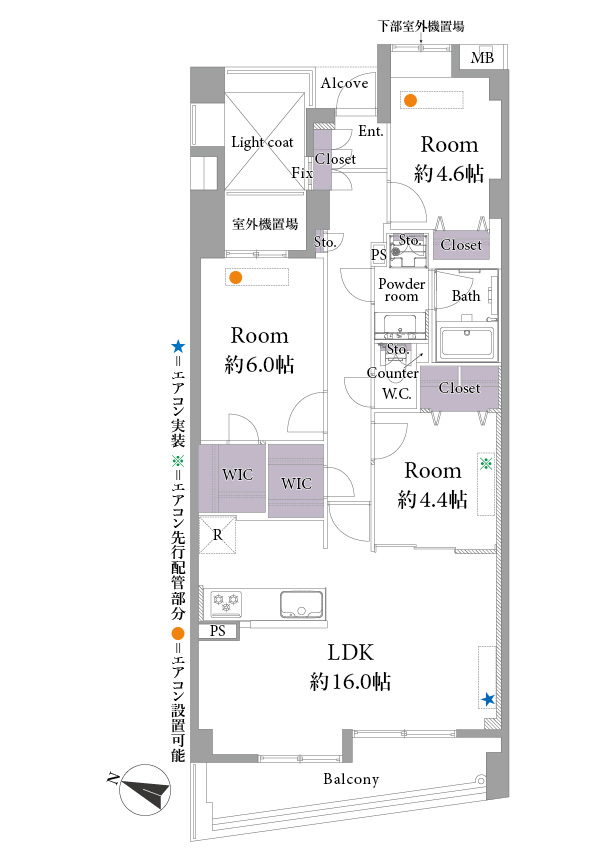 下部室外機置場
MB
Alcove
Ent.
Light coat
Closet
Fix
Room
約4.6帖
室外機置場
Sto.
Sto.
Closet
PS
Powder
room
Bath
Room
約6.0帖
Sto.
Counter
W.C.
Closet
WIC
WIC
Room
約4.4帖
※
R
PS
LDK
約16.0帖
★
Balcony
N
★=エアコン実装 ※=エアコン先行配管部分 ●=エアコン設置可能